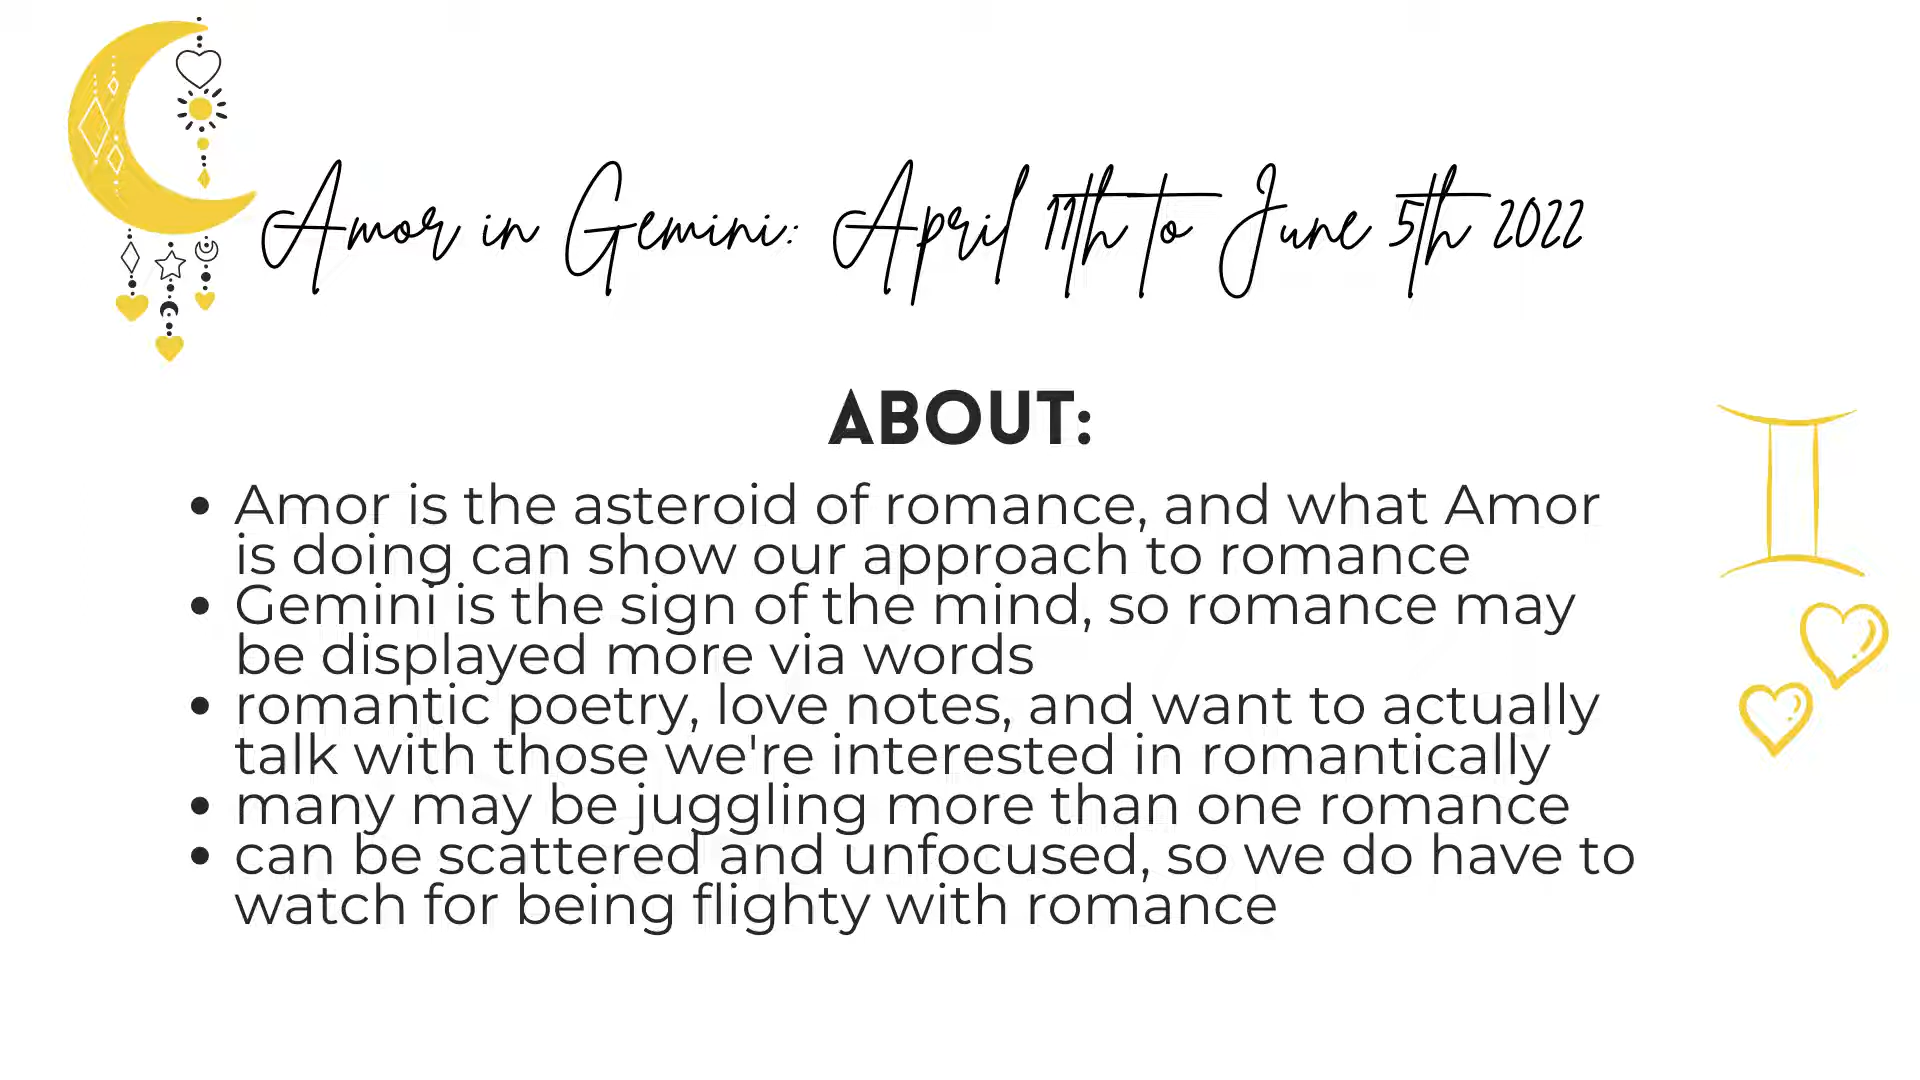 Amor in Gemini: April 11th to June 5th 2022
ABOUT:
• Amor is the asteroid of romance, and what Amor
is doing can show our approach to romance
• Gemini is the sign of the mind, so romance may
be displayed more via words
• romantic poetry, love notes, and want to actually
talk with those we're interested in romantically
• many may be juggling more than one romance
• can be scattered and unfocused, so we do have to
watch for being flighty with romance